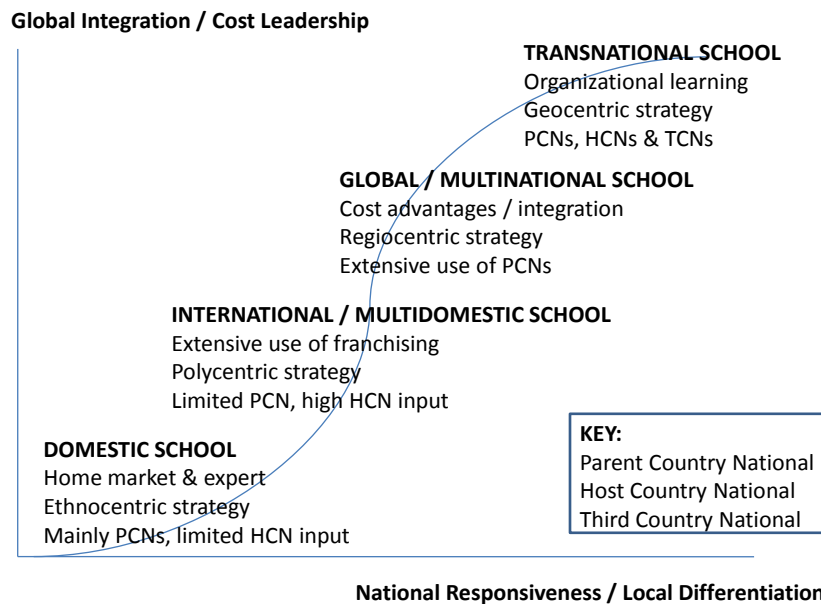 Global Integration / Cost Leadership
TRANSNATIONAL SCHOOL
Organizational learning
Geocentric strategy
PCNs, HCNs & TCNs
GLOBAL / MULTINATIONAL SCHOOL
Cost advantages / integration
Regiocentric strategy
Extensive use of PCNs
INTERNATIONAL / MULTIDOMESTIC SCHOOL
Extensive use of franchising
Polycentric strategy
Limited PCN, high HCN input
DOMESTIC SCHOOL
Home market & expert
Ethnocentric strategy
Mainly PCNs, limited HCN input
KEY:
Parent Country National
Host Country National
Third Country National
National Responsiveness / Local Differentiation